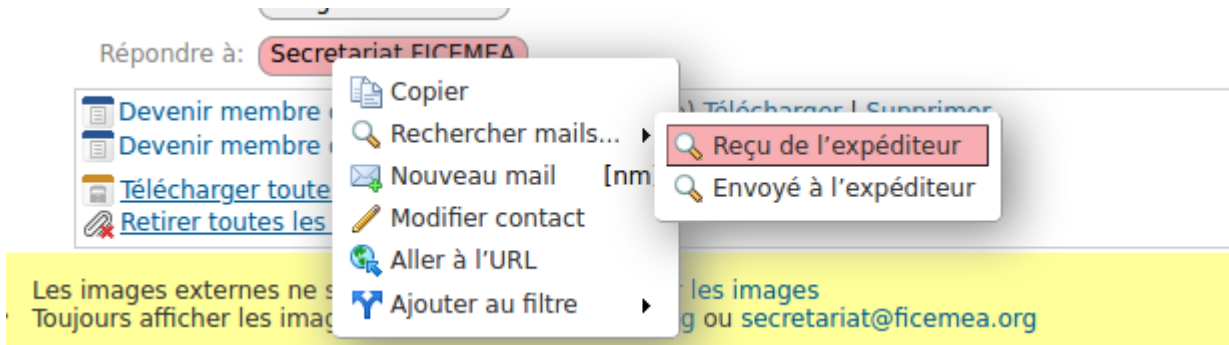 Répondre à: Secretariat FICEMEA
Copier
Devenir membre
Télécharger | Supprimer
Rechercher mails...
Reçu de l'expéditeur
Devenir membre
Nouveau mail [nm]
Envoyé à l'expéditeur
Télécharger toute
Modifier contact
Retirer toutes les
Aller à l'URL
Les images externes ne s
r les images
Ajouter au filtre
Toujours afficher les imag
g ou secretariat@ficemea.org